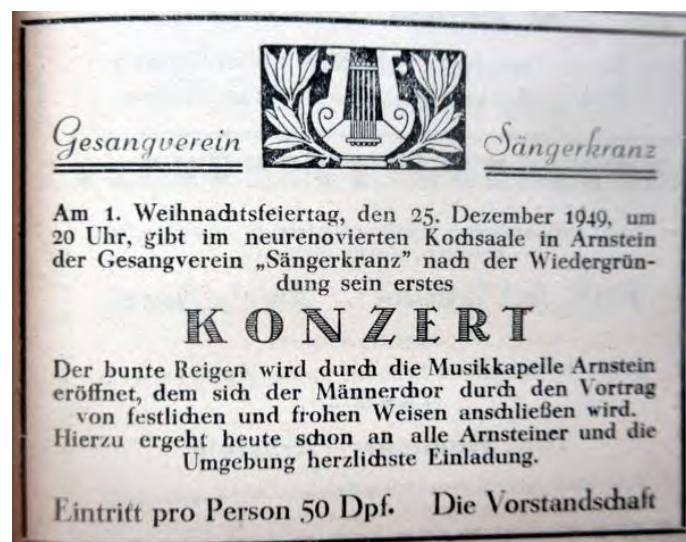 Gesangverein Sängerkranz
Am 1. Weihnachtsfeiertag, den 25. Dezember 1949, um
20 Uhr, gibt im neurenovierten Kochsaale in Arnstein
der Gesangverein „Sängerkranz" nach der Wiedergrün-
dung sein erstes
KONZERT
Der bunte Reigen wird durch die Musikkapelle Arnstein
eröffnet, dem sich der Männerchor durch den Vortrag
von festlichen und frohen Weisen anschließen wird.
Hierzu ergeht heute schon an alle Arnsteiner und die
Umgebung herzlichste Einladung.
Eintritt pro Person 50 Dpf. Die Vorstandschaft